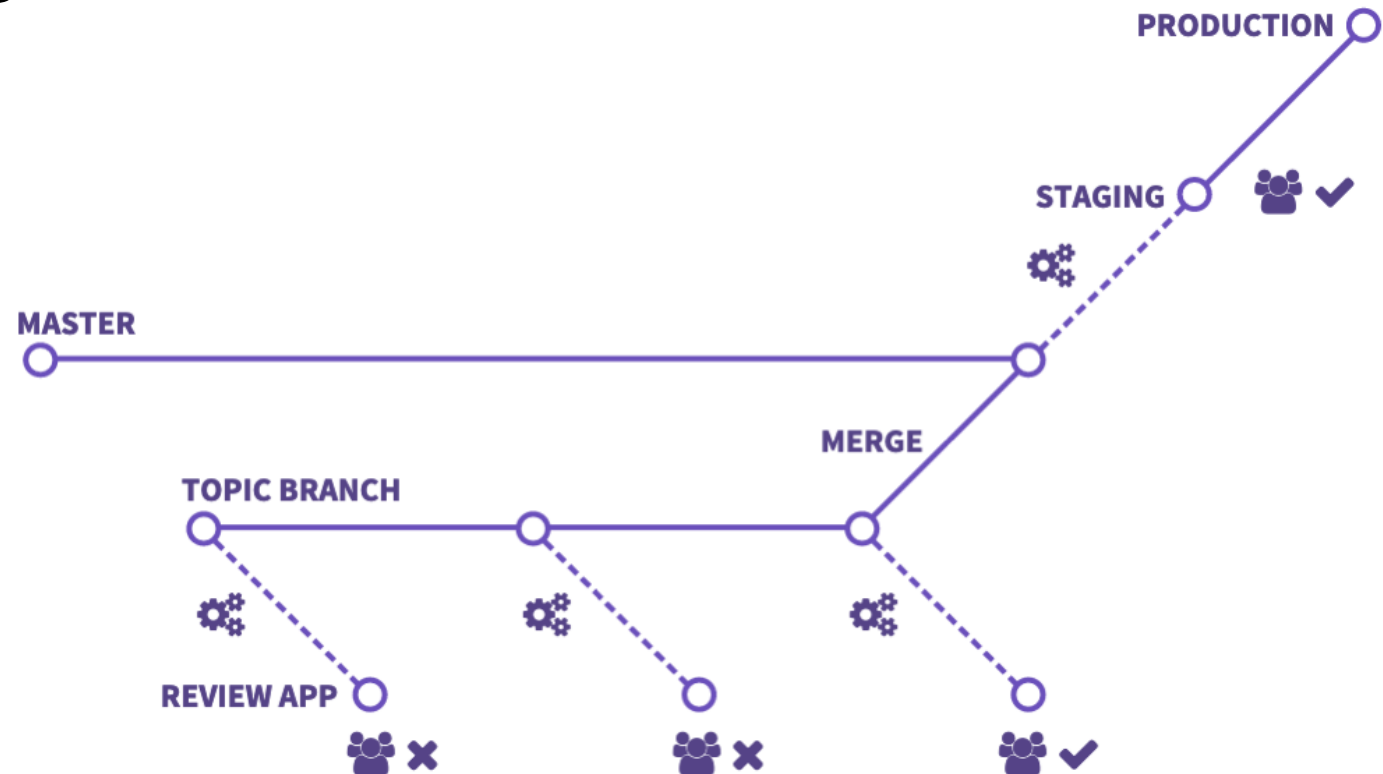 PRODUCTION
STAGING
MASTER
MERGE
TOPIC BRANCH
REVIEW APP